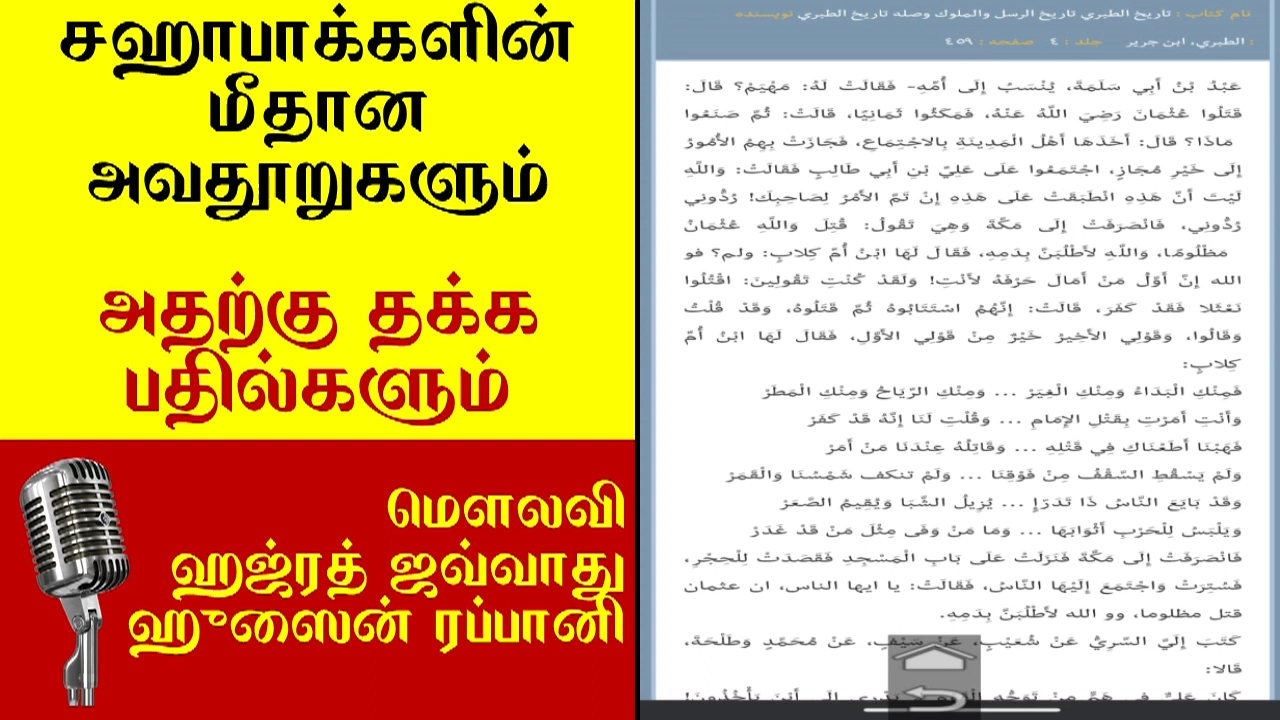 சஹாபாக்களின்
மீதான
அவதூறுகளும்
அதற்கு தக்க
பதில்களும்
மௌலவி
ஹஜ்ரத் ஜவ்வாது
ஹுஸைன் ரப்பானி
نام کتاب : تاريخ الطبري تاريخ الرسل والملوك وصله تاريخ الطبري نویسنده
: الطبري، ابن جرير جلد : ٤ صفحه : ٤٥٩
عَبْدُ بْنُ أَبِي سَلَمَةَ، يُنْسَبُ إِلَى أُمِّهِ- فَقَالَتْ لَهُ: مَهْيَمْ؟ قَالَ:
قَتَلُوا عُثْمَانَ رَضِيَ اللَّهُ عَنْهُ، فَمَكَثُوا ثَمَانِيًا، قَالَتْ: ثُمَّ صَنَعُوا
مَاذَا؟ قَالَ: أَخَذَهَا أَهْلُ الْمَدِينَةِ بِالاجْتِمَاعِ، فَجَازَتْ بِهِمُ الأُمُورُ
إِلَى خَيْرِ مُجَازٍ، اجْتَمَعُوا عَلَى عَلِيِّ بْنِ أَبِي طَالِبٍ فَقَالَتْ: وَاللَّهِ
لَيْتَ أَنَّ هَذِهِ انْطَبَقَتْ عَلَى هَذِهِ إِنْ تَمَّ الأَمْرُ لِصَاحِبِكَ! رُدُّونِي
رُدُّونِي، فَانْصَرَفَتْ إِلَى مَكَّةَ وَهِيَ تَقُولُ: قُتِلَ وَاللَّهِ عُثْمَانُ
مَظْلُومًا، وَاللَّهِ لأَطْلُبَنَّ بِدَمِهِ، فَقَالَ لَهَا ابْنُ أُمِّ كِلابٍ: ولم؟ فو
الله إِنَّ أَوَّلَ مَنْ أَمَالَ حَرْفَهُ لأَنْتِ! وَلَقَدْ كُنْتِ تَقُولِينَ: اقْتُلُوا
نَعْثَلا فَقَدْ كَفَرَ، قَالَتْ: إِنَّهُمُ اسْتَتَابُوهُ ثُمَّ قَتَلُوهُ، وَقَدْ قُلْتُ
وَقَالُوا، وَقَوْلِي الأَخِيرُ خَيْرٌ مِنْ قَوْلِي الأَوَّلِ، فَقَالَ لَهَا ابْنُ أُمِّ
كِلابٍ:
فَمِنْكِ الْبَدَاءُ وَمِنْكِ الْغِيَرْ ... وَمِنْكِ الرِّيَاحُ وَمِنْكِ الْمَطَرْ
وَأَنْتِ أَمَرْتِ بِقَتْلِ الإِمَامِ ... وَقُلْتِ لَنَا إِنَّهُ قَدْ كَفَرْ
فَهَبْنَا أَطَعْنَاكِ فِي قَتْلِهِ ... وَقَاتِلُهُ عِنْدَنَا مَنْ أَمَرْ
وَلَمْ يَسْقُطِ السَّقْفُ مِنْ فَوْقِنَا ... وَلَمْ تنكف شَمْسُنَا وَالْقَمَرْ
وَقَدْ بَايَعَ النَّاسُ ذَا تَدْرَإٍ ... يُزِيلُ الشَّبَا وَيُقِيمُ الصَّعَرْ
وَيَلْبَسُ لِلْحَرْبِ أَثْوَابَهَا ... وَمَا مَنْ وَفَى مِثْلَ مَنْ قَدْ غَدَرْ
فَانْصَرَفَتْ إِلَى مَكَّةَ فَنَزَلَتْ عَلَى بَابِ الْمَسْجِدِ فَقَصَدَتْ لِلْحِجْرِ،
فَسُتِرَتْ وَاجْتَمَعَ إِلَيْهَا النَّاسُ، فَقَالَتْ: يا ايها الناس، ان عثمان
قتل مظلوما، وو الله لأَطْلُبَنَّ بِدَمِهِ.
كَتَبَ إِلَيَّ السَّرِيُّ عَنْ شُعَيْبٍ، عَنْ سَيْفٍ، عَنْ مُحَمَّدٍ وَطَلْحَةَ،
قَالا:
كَانَ عَلِيٌّ فِي هَمٍّ مِنْ تَوَجُّهِ يَدْرِي إِلَى أَيْنَ يَأْخُذُونَ!